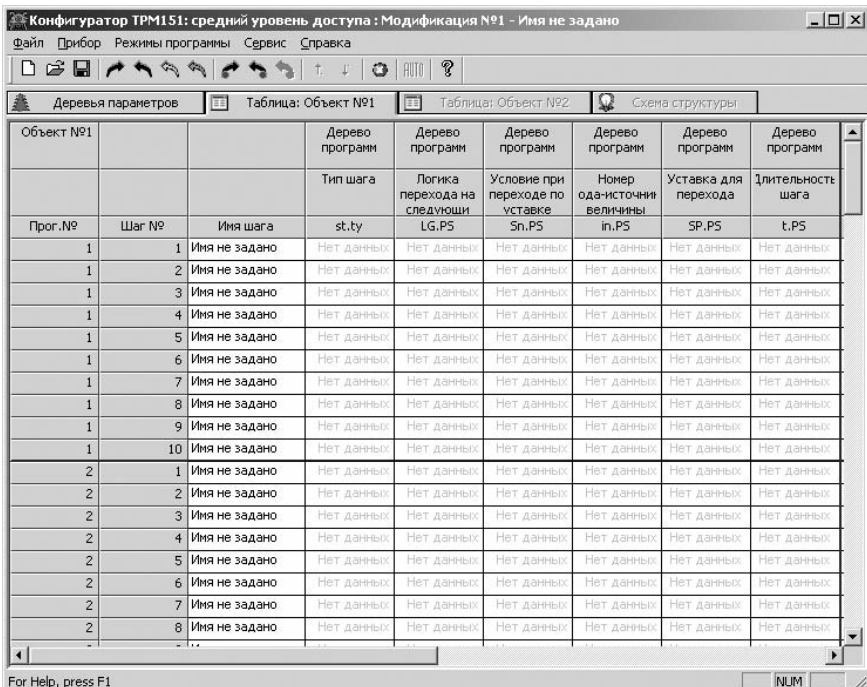 Конфигуратор ТРМ151: средний уровень доступа : Модификация №1 - Имя не задано
Файл Прибор Режимы программы Сервис Справка
AUTO ?
Деревья параметров Таблица: Объект №1 Таблица: Объект №2 Схема структуры
Объект №1 Дерево программ Дерево программ Дерево программ Дерево программ Дерево программ Дерево программ
Тип шага Логика перехода на следующи Условие при переходе по уставке Номер ода-источник величины Уставка для перехода Длительность шага
Прог.№ Шаг № Имя шага st.ty LG.PS Sn.PS in.PS SP.PS t.PS
1 1 Имя не задано Нет данных Нет данных Нет данных Нет данных Нет данных Нет данных
1 2 Имя не задано Нет данных Нет данных Нет данных Нет данных Нет данных Нет данных
1 3 Имя не задано Нет данных Нет данных Нет данных Нет данных Нет данных Нет данных
1 4 Имя не задано Нет данных Нет данных Нет данных Нет данных Нет данных Нет данных
1 5 Имя не задано Нет данных Нет данных Нет данных Нет данных Нет данных Нет данных
1 6 Имя не задано Нет данных Нет данных Нет данных Нет данных Нет данных Нет данных
1 7 Имя не задано Нет данных Нет данных Нет данных Нет данных Нет данных Нет данных
1 8 Имя не задано Нет данных Нет данных Нет данных Нет данных Нет данных Нет данных
1 9 Имя не задано Нет данных Нет данных Нет данных Нет данных Нет данных Нет данных
1 10 Имя не задано Нет данных Нет данных Нет данных Нет данных Нет данных Нет данных
2 1 Имя не задано Нет данных Нет данных Нет данных Нет данных Нет данных Нет данных
2 2 Имя не задано Нет данных Нет данных Нет данных Нет данных Нет данных Нет данных
2 3 Имя не задано Нет данных Нет данных Нет данных Нет данных Нет данных Нет данных
2 4 Имя не задано Нет данных Нет данных Нет данных Нет данных Нет данных Нет данных
2 5 Имя не задано Нет данных Нет данных Нет данных Нет данных Нет данных Нет данных
2 6 Имя не задано Нет данных Нет данных Нет данных Нет данных Нет данных Нет данных
2 7 Имя не задано Нет данных Нет данных Нет данных Нет данных Нет данных Нет данных
2 8 Имя не задано Нет данных Нет данных Нет данных Нет данных Нет данных Нет данных
For Help, press F1 NUM